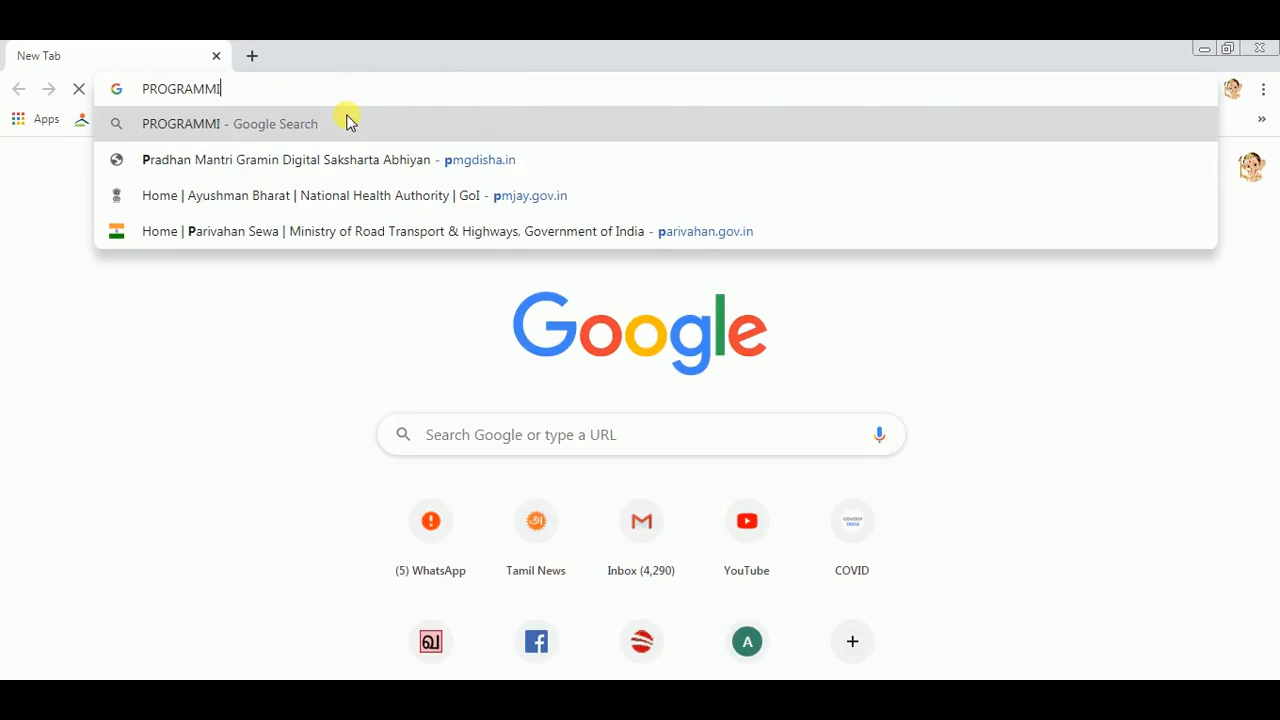 New Tab
PROGRAMMI
Apps
PROGRAMMI - Google Search
Pradhan Mantri Gramin Digital Saksharta Abhiyan - pmgdisha.in
Home | Ayushman Bharat | National Health Authority | GoI - pmjay.gov.in
Home | Parivahan Sewa | Ministry of Road Transport & Highways, Government of India - parivahan.gov.in
Google
Search Google or type a URL
(5) WhatsApp
Tamil News
Inbox (4,290)
YouTube
COVID
A